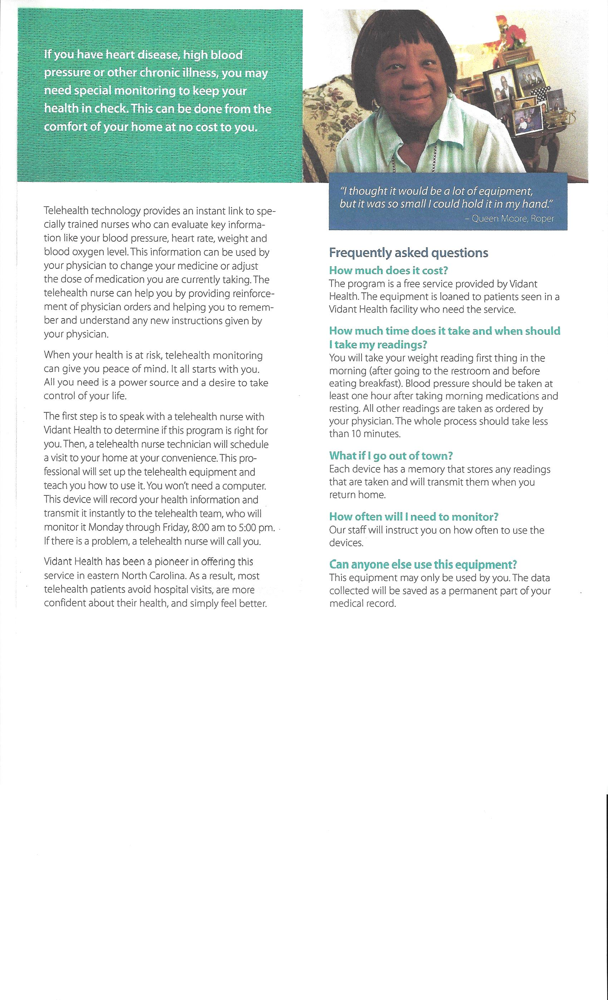 If you have heart disease, high blood
pressure or other chronic illness, you may
need special monitoring to keep your
health in check. This can be done from the
comfort of your home at no cost to you.
Telehealth technology provides an instant link to spe-
cially trained nurses who can evaluate key informa-
tion like your blood pressure, heart rate, weight and
blood oxygen level. This information can be used by
your physician to change your medicine or adjust
the dose of medication you are currently taking. The
telehealth nurse can help you by providing reinforce-
ment of physician orders and helping you to remem-
ber and understand any new instructions given by
your physician.
When your health is at risk, telehealth monitoring
can give you peace of mind. It all starts with you.
All you need is a power source and a desire to take
control of your life.
The first step is to speak with a telehealth nurse with
Vidant Health to determine if this program is right for
you. Then, a telehealth nurse technician will schedule
a visit to your home at your convenience. This pro-
fessional will set up the telehealth equipment and
teach you how to use it. You won't need a computer.
This device will record your health information and
transmit it instantly to the telehealth team, who will
monitor it Monday through Friday, 8:00 am to 5:00 pm.
If there is a problem, a telehealth nurse will call you.
Vidant Health has been a pioneer in offering this
service in eastern North Carolina. As a result, most
telehealth patients avoid hospital visits, are more
confident about their health, and simply feel better.
"I thought it would be a lot of equipment,
but it was so small I could hold it in my hand."
– Queen Moore, Roper
Frequently asked questions
How much does it cost?
The program is a free service provided by Vidant
Health. The equipment is loaned to patients seen in a
Vidant Health facility who need the service.
How much time does it take and when should
I take my readings?
You will take your weight reading first thing in the
morning (after going to the restroom and before
eating breakfast). Blood pressure should be taken at
least one hour after taking morning medications and
resting. All other readings are taken as ordered by
your physician. The whole process should take less
than 10 minutes.
What if I go out of town?
Each device has a memory that stores any readings
that are taken and will transmit them when you
return home.
How often will I need to monitor?
Our staff will instruct you on how often to use the
devices.
Can anyone else use this equipment?
This equipment may only be used by you. The data
collected will be saved as a permanent part of your
medical record.